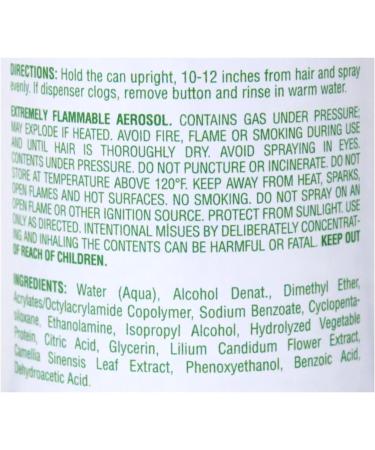 DIRECTIONS: Hold the can upright, 10-12 inches from hair and spray
evenly. If dispenser clogs, remove button and rinse in warm water.
EXTREMELY FLAMMABLE AEROSOL. CONTAINS GAS UNDER PRESSURE;
MAY EXPLODE IF HEATED. AVOID FIRE, FLAME OR SMOKING DURING USE
AND UNTIL HAIR IS THOROUGHLY DRY. AVOID SPRAYING IN EYES.
CONTENTS UNDER PRESSURE. DO NOT PUNCTURE OR INCINERATE. DO NOT
STORE AT TEMPERATURE ABOVE 120°F. KEEP AWAY FROM HEAT, SPARKS,
OPEN FLAMES AND HOT SURFACES. NO SMOKING. DO NOT SPRAY ON AN
OPEN FLAME OR OTHER IGNITION SOURCE. PROTECT FROM SUNLIGHT. USE
ONLY AS DIRECTED. INTENTIONAL MISUES BY DELIBERATELY CONCENTRAT-
ING AND INHALING THE CONTENTS CAN BE HARMFUL OR FATAL. KEEP OUT
OF REACH OF CHILDREN.
INGREDIENTS: Water (Aqua), Alcohol Denat., Dimethyl Ether,
Acrylates/Octylacrylamide Copolymer, Sodium Benzoate, Cyclopenta-
siloxane, Ethanolamine, Isopropyl Alcohol, Hydrolyzed Vegetable
Protein, Citric Acid, Glycerin, Lilium Candidum Flower Extract,
Camellia Sinensis Leaf Extract, Phenoxyethanol, Benzoic Acid,
Dehydroacetic Acid.